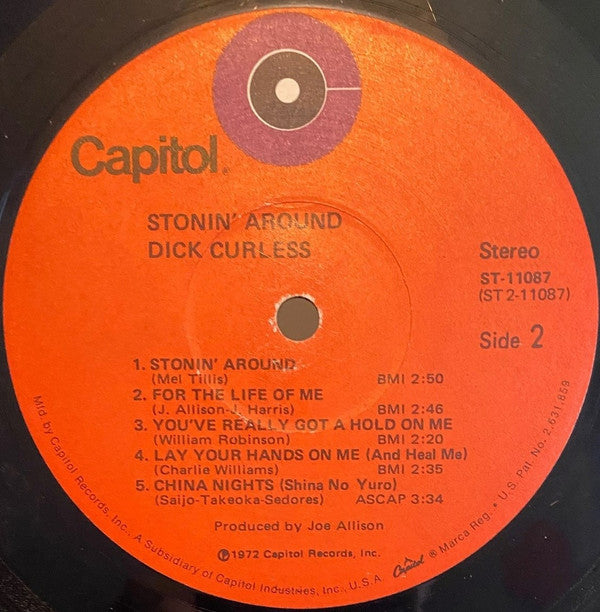 Capitol®
STONIN' AROUND
DICK CURLESS
Stereo
ST-11087
(ST 2-11087)
Side 2
1. STONIN' AROUND
(Mel Tillis) BMI 2:50
2. FOR THE LIFE OF ME
(J. Allison-J. Harris) BMI 2:46
3. YOU'VE REALLY GOT A HOLD ON ME
(William Robinson) BMI 2:20
4. LAY YOUR HANDS ON ME (And Heal Me)
(Charlie Williams) BMI 2:35
5. CHINA NIGHTS (Shina No Yuro)
(Saijo-Takeoka-Sedores) ASCAP 3:34
Produced by Joe Allison
℗1972 Capitol Records, Inc.
Mfd. by Capitol Records, Inc., A Subsidiary of Capitol Industries, Inc., U.S.A. Capitol ® Marca Reg. • U.S. Pat. No. 2,631,859